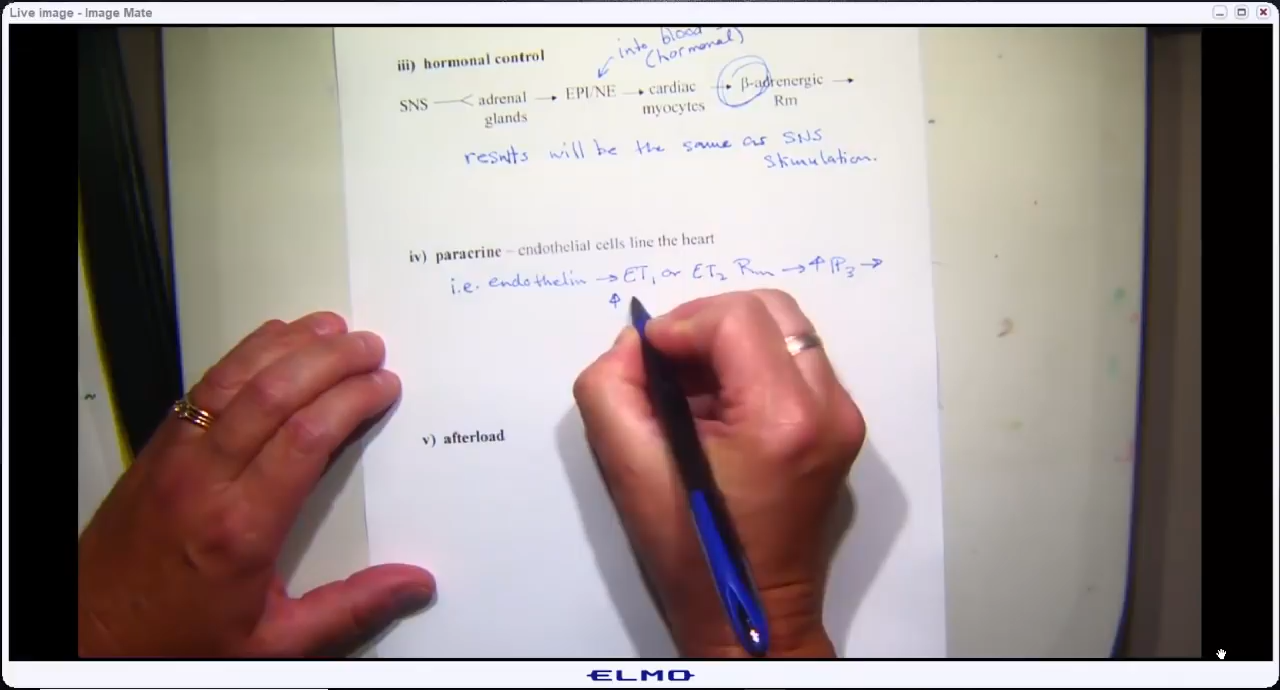 Live image - Image Mate
into blood
(hormonal)
iii) hormonal control
SNS → adrenal glands → EPI/NE → cardiac myocytes → β-adrenergic Rm →
results will be the same as SNS
stimulation.
iv) paracrine – endothelial cells line the heart
i.e. endothelin → ET1 or ET2 Rm → ↑ IP3 →
↑
v) afterload
ELMO